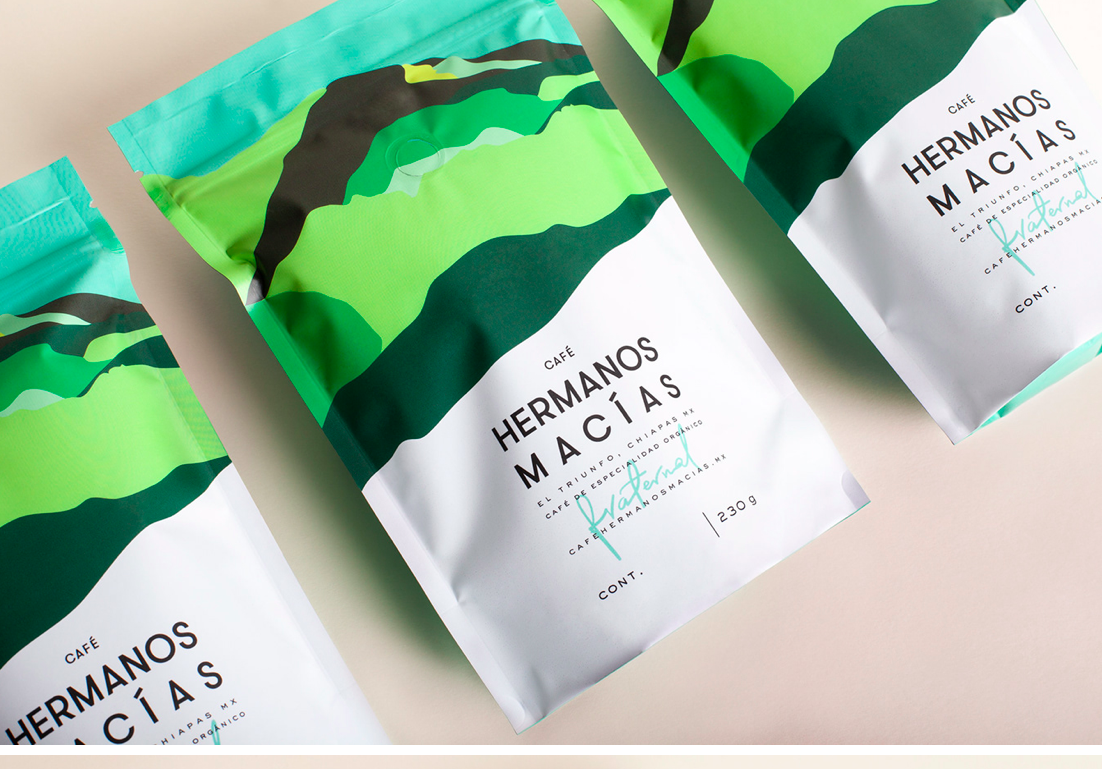 CAFÉ
HERMANOS
MACÍAS
EL TRIUNFO, CHIAPAS MX
CAFÉ DE ESPECIALIDAD ORGÁNICO
fraternal
CAFEHERMANOSMACIAS.MX
230 g
CONT.
CAFÉ
HERMANOS
MACÍAS
EL TRIUNFO, CHIAPAS MX
CAFÉ DE ESPECIALIDAD ORGÁNICO
fraternal
CAFEHERMANOSMACIAS
CONT.
CAFÉ
HERMANOS
ACÍAS
CHIAPAS MX
ORGÁNICO